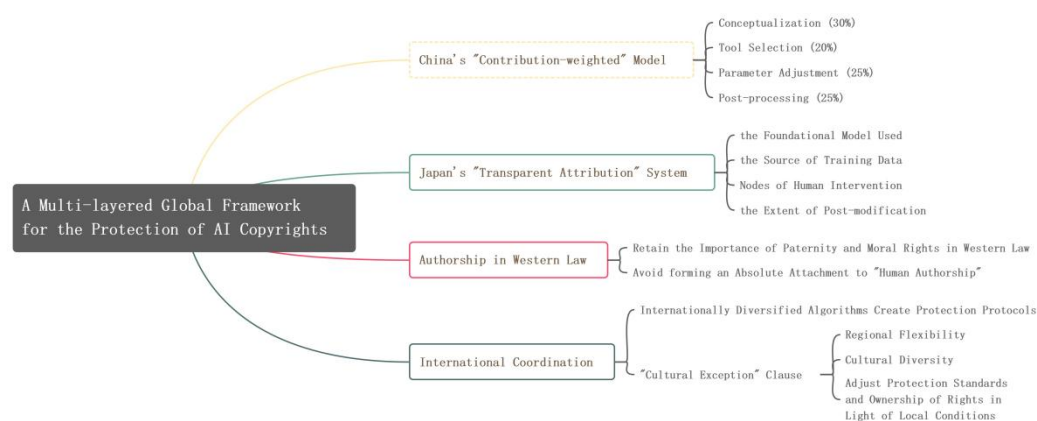 A Multi-layered Global Framework
for the Protection of AI Copyrights
China's "Contribution-weighted" Model
Conceptualization (30%)
Tool Selection (20%)
Parameter Adjustment (25%)
Post-processing (25%)
Japan's "Transparent Attribution" System
the Foundational Model Used
the Source of Training Data
Nodes of Human Intervention
the Extent of Post-modification
Authorship in Western Law
Retain the Importance of Paternity and Moral Rights in Western Law
Avoid forming an Absolute Attachment to "Human Authorship"
International Coordination
Internationally Diversified Algorithms Create Protection Protocols
"Cultural Exception" Clause
Regional Flexibility
Cultural Diversity
Adjust Protection Standards
and Ownership of Rights in
Light of Local Conditions